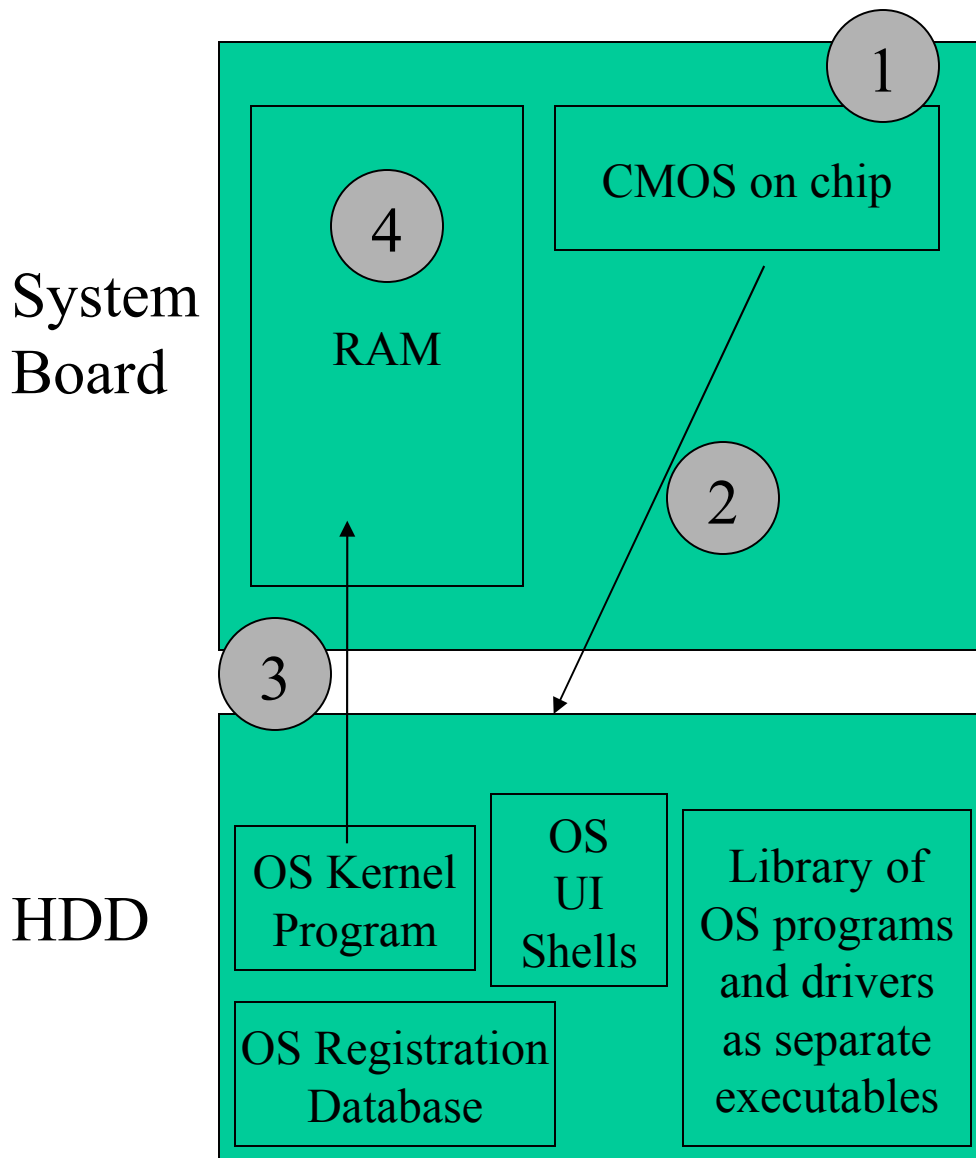 1
CMOS on chip
4
RAM
System
Board
2
3
HDD
OS Kernel
Program
OS
UI
Shells
Library of
OS programs
and drivers
as separate
executables
OS Registration
Database